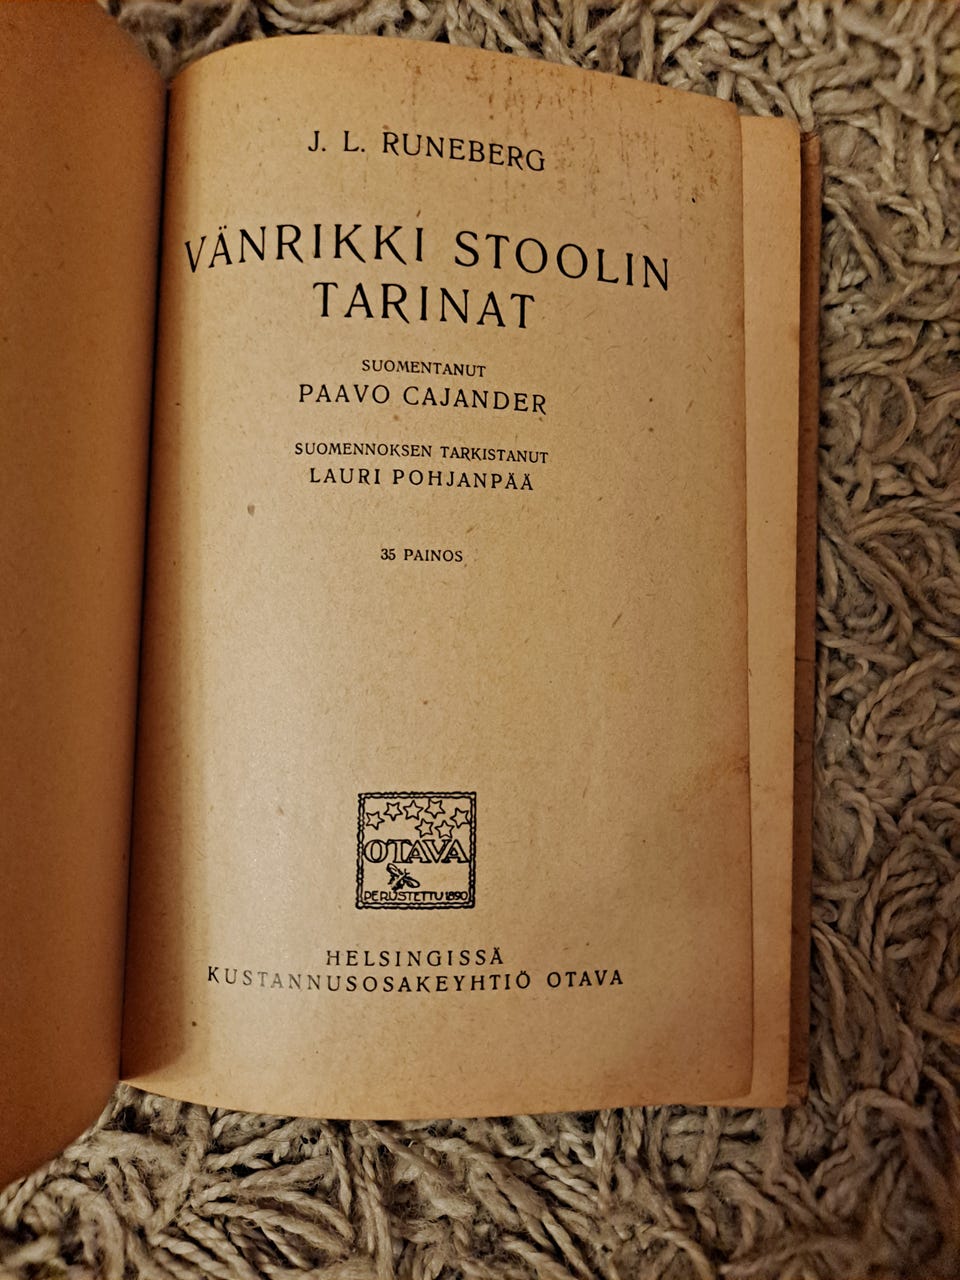 J. L. RUNEBERG
VÄNRIKKI STOOLIN
TARINAT
SUOMENTANUT
PAAVO CAJANDER
SUOMENNOKSEN TARKISTANUT
LAURI POHJANPÄÄ
35 PAINOS
OTAVA
PERUSTETTU 1890
HELSINGISSÄ
KUSTANNUSOSAKEYHTIÖ OTAVA